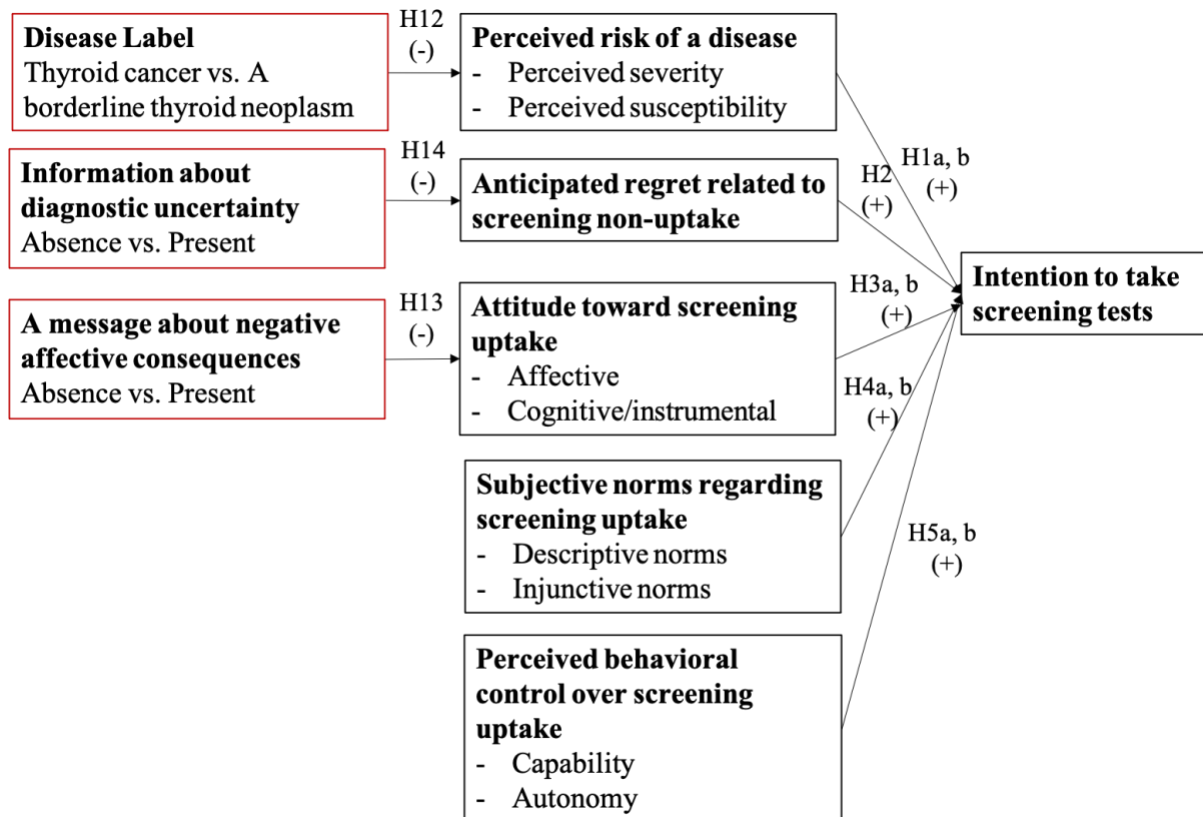 Disease Label
Thyroid cancer vs. A
borderline thyroid neoplasm
H12
(-)
Perceived risk of a disease
- Perceived severity
- Perceived susceptibility
Information about
diagnostic uncertainty
Absence vs. Present
H14
(-)
Anticipated regret related to
screening non-uptake
A message about negative
affective consequences
Absence vs. Present
H13
(-)
Attitude toward screening
uptake
- Affective
- Cognitive/instrumental
Subjective norms regarding
screening uptake
- Descriptive norms
- Injunctive norms
Perceived behavioral
control over screening
uptake
- Capability
- Autonomy
H1a, b
(+)
H2
(+)
H3a, b
(+)
H4a, b
(+)
H5a, b
(+)
Intention to take
screening tests